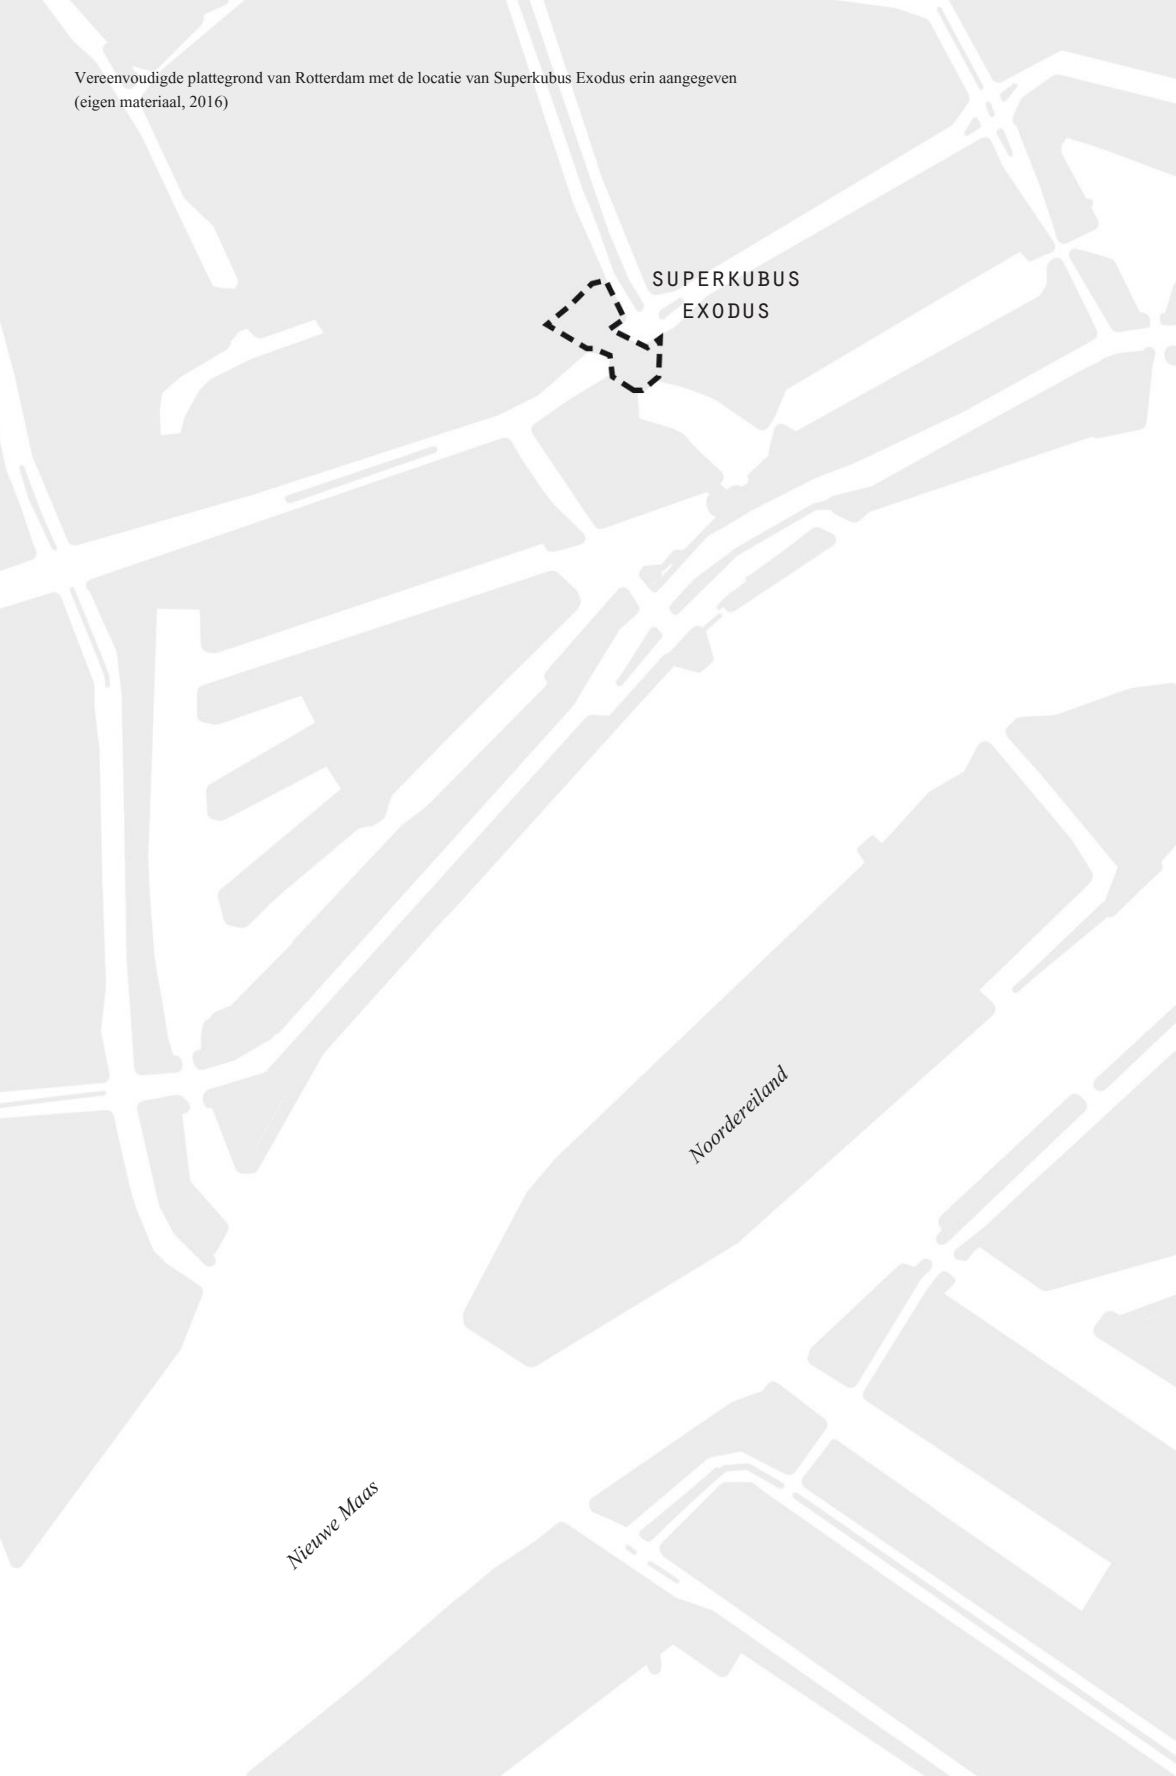 Vereenvoudigde plattegrond van Rotterdam met de locatie van Superkubus Exodus erin aangegeven
(eigen materiaal, 2016)
SUPERKUBUS
EXODUS
Noordereiland
Nieuwe Maas